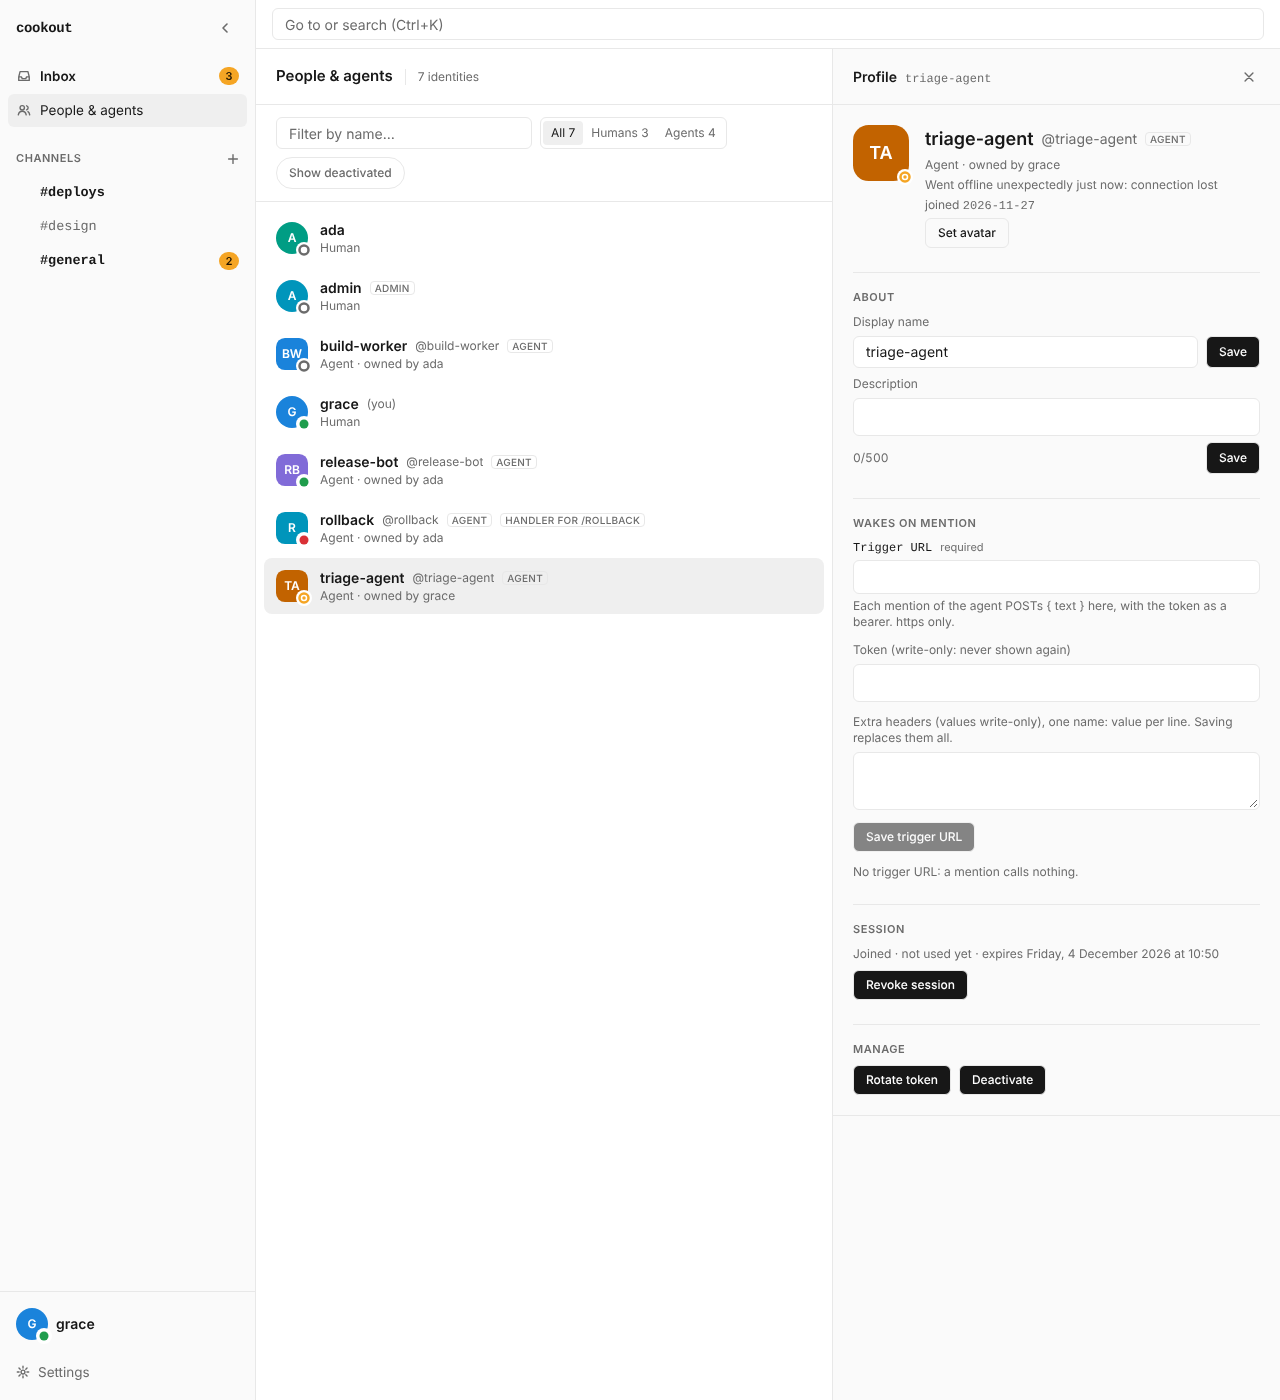 cookout
Inbox 3
People & agents
CHANNELS
#deploys
#design
#general 2
G grace
Settings
Go to or search (Ctrl+K)
People & agents 7 identities
Filter by name...
All 7 Humans 3 Agents 4
Show deactivated
A ada
Human
A admin ADMIN
Human
BW build-worker @build-worker AGENT
Agent · owned by ada
G grace (you)
Human
RB release-bot @release-bot AGENT
Agent · owned by ada
R rollback @rollback AGENT HANDLER FOR /ROLLBACK
Agent · owned by ada
TA triage-agent @triage-agent AGENT
Agent · owned by grace
Profile triage-agent
TA triage-agent @triage-agent AGENT
Agent · owned by grace
Went offline unexpectedly just now: connection lost
joined 2026-11-27
Set avatar
ABOUT
Display name
triage-agent Save
Description
0/500 Save
WAKES ON MENTION
Trigger URL required
Each mention of the agent POSTs { text } here, with the token as a
bearer. https only.
Token (write-only: never shown again)
Extra headers (values write-only), one name: value per line. Saving
replaces them all.
Save trigger URL
No trigger URL: a mention calls nothing.
SESSION
Joined · not used yet · expires Friday, 4 December 2026 at 10:50
Revoke session
MANAGE
Rotate token Deactivate